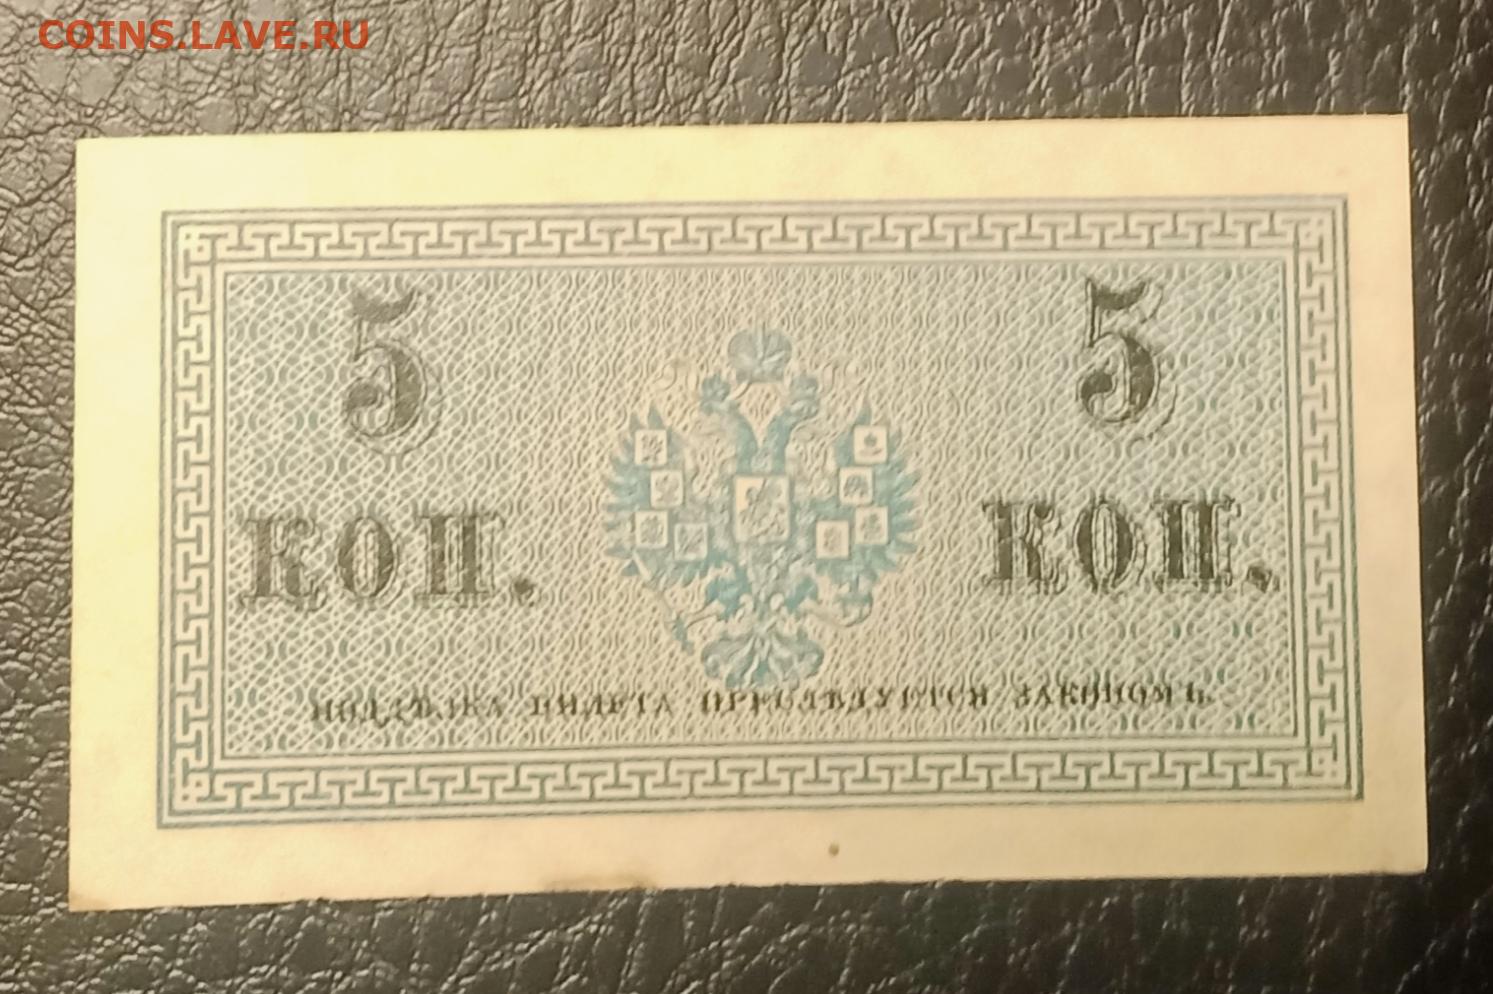 COINS.LAVE.RU
5 5
КОП. КОП.
ПОДДѢЛКА БИЛЕТА ПРЕСЛѢДУЕТСЯ ЗАКОНОМЪ.